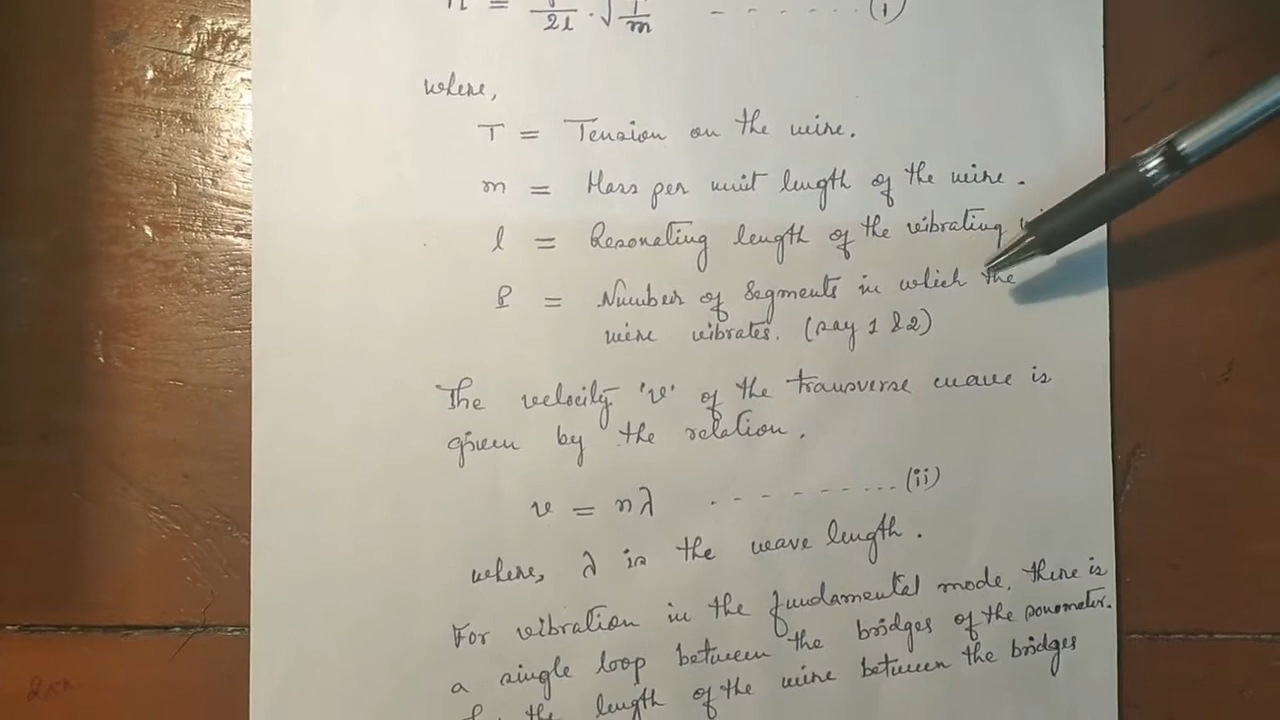 n = /2l . √T/m - - - - - - - (i)
where,
T = Tension on the wire.
m = Mass per unit length of the wire.
l = Resonating length of the vibrating
P = Number of segments in which the
wire vibrates. (say 1 & 2)
The velocity 'v' of the transverse wave is
given by the relation.
v = nλ - - - - - - - - - (ii)
where, λ is the wave length.
For vibration in the fundamental mode, there is
a single loop between the bridges of the sonometer.
the length of the wire between the bridges